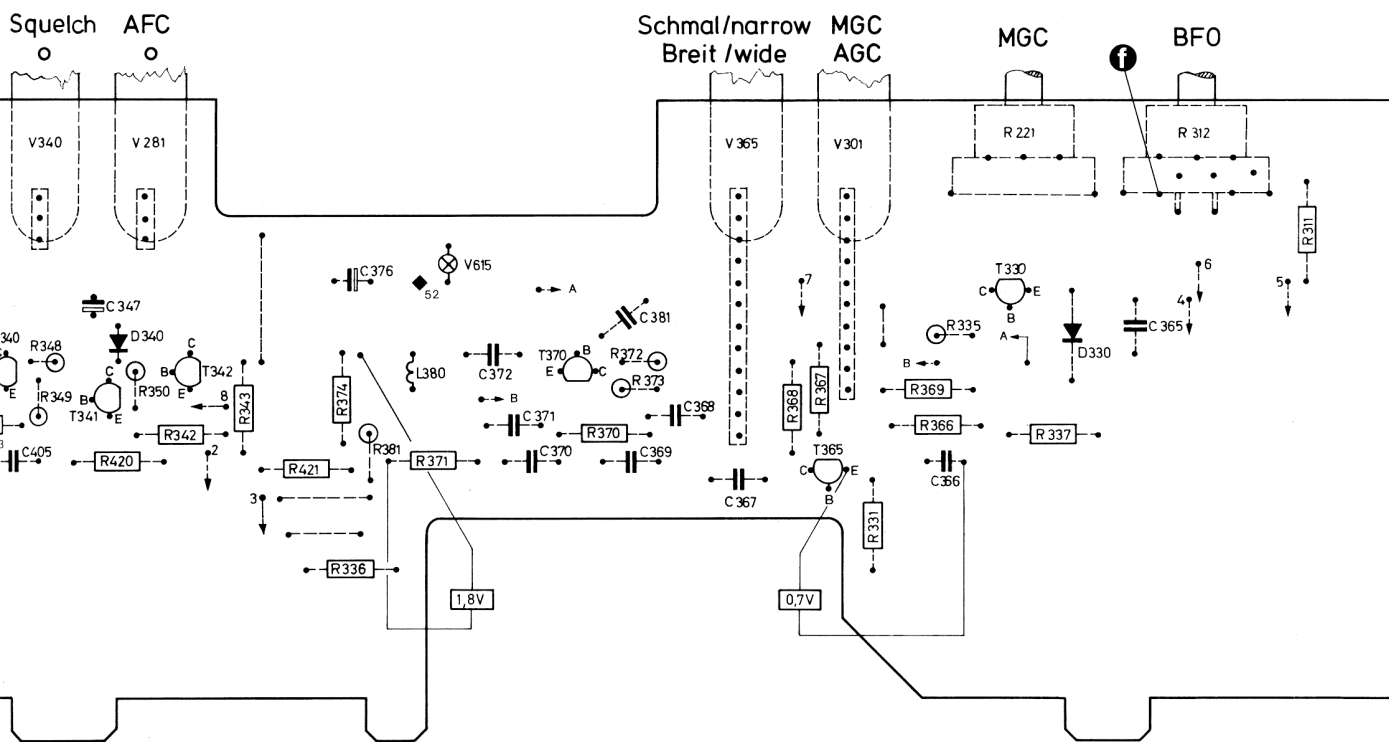 Squelch AFC Schmal/narrow MGC
Breit /wide AGC MGC BFO
f
V340 V281 V365 V301 R221 R312
R311
C376 V615 52 A 7 T330 C E B 6 5 4
C347 C381 C365
D340 R348 C T342 B E T370 B E C R372 R335 A D330
340 E L380 C372 R373 B
R349 C B T341 E R350 8 R343 R374 B R368 R367 R369
C371 C368 R366
3 R342 R370 R337
C405 R420 2 R421 R381 R371 C370 C369 T365 C E B C366
3 C367 R331
R336
1,8V 0,7V